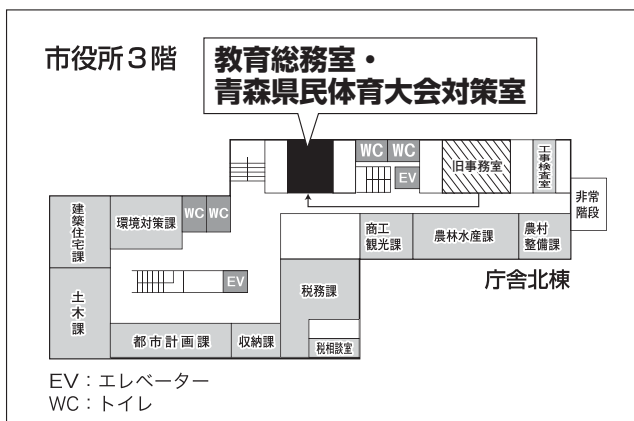 市役所3階
教育総務室・
青森県民体育大会対策室
WC
WC
EV
旧事務室
工事検査室
非常
階段
建築住宅課
環境対策課
WC
WC
商工
観光課
農林水産課
農村
整備課
庁舎北棟
土木課
EV
税務課
都市計画課
収納課
税相談室
EV：エレベーター
WC：トイレ